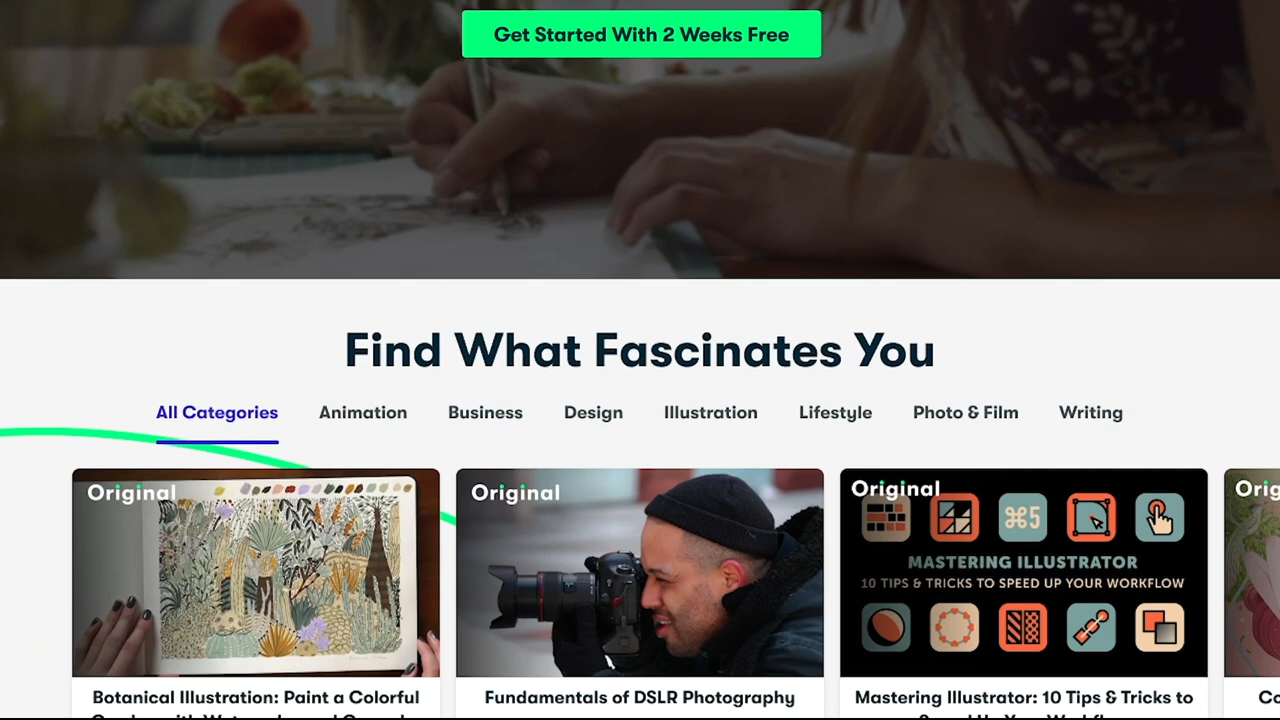 Get Started With 2 Weeks Free
Find What Fascinates You
All Categories Animation Business Design Illustration Lifestyle Photo & Film Writing
Original
Original
Original
⌘5
MASTERING ILLUSTRATOR
10 TIPS & TRICKS TO SPEED UP YOUR WORKFLOW
Botanical Illustration: Paint a Colorful
Fundamentals of DSLR Photography
Mastering Illustrator: 10 Tips & Tricks to